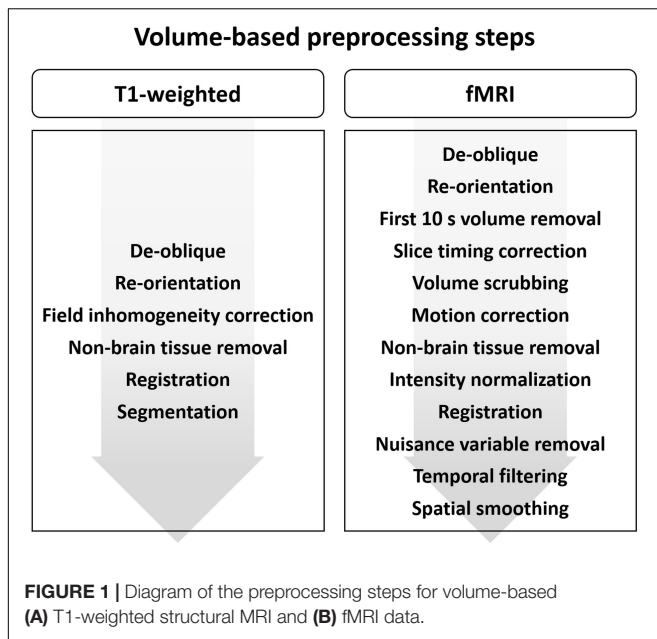 Volume-based preprocessing steps
T1-weighted
De-oblique
Re-orientation
Field inhomogeneity correction
Non-brain tissue removal
Registration
Segmentation
fMRI
De-oblique
Re-orientation
First 10 s volume removal
Slice timing correction
Volume scrubbing
Motion correction
Non-brain tissue removal
Intensity normalization
Registration
Nuisance variable removal
Temporal filtering
Spatial smoothing
FIGURE 1 | Diagram of the preprocessing steps for volume-based
(A) T1-weighted structural MRI and (B) fMRI data.